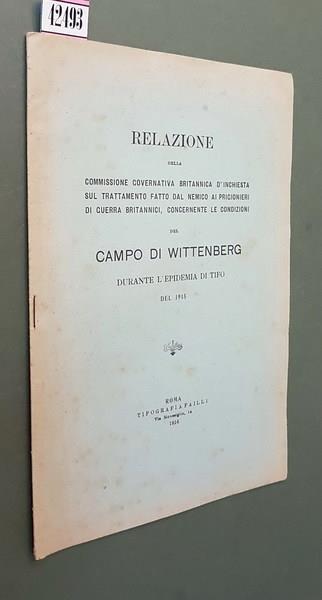 42493
RELAZIONE
DELLA
COMMISSIONE GOVERNATIVA BRITANNICA D'INCHIESTA
SUL TRATTAMENTO FATTO DAL NEMICO AI PRIGIONIERI
DI GUERRA BRITANNICI, CONCERNENTE LE CONDIZIONI
DEL
CAMPO DI WITTENBERG
DURANTE L'EPIDEMIA DI TIFO
DEL 1915
ROMA
TIPOGRAFIA FAILLI
1916